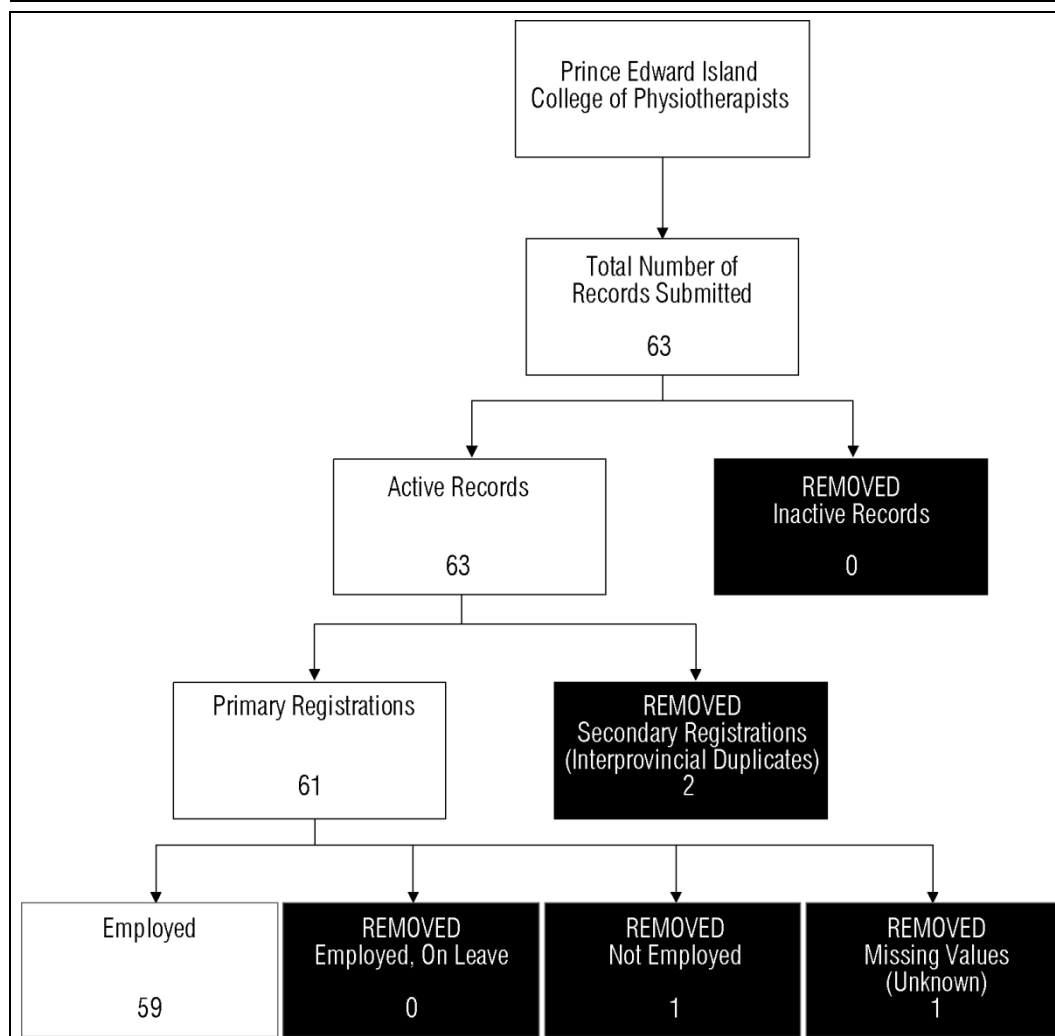 Prince Edward Island
College of Physiotherapists
Total Number of
Records Submitted
63
Active Records
63
REMOVED
Inactive Records
0
Primary Registrations
61
REMOVED
Secondary Registrations
(Interprovincial Duplicates)
2
Employed
59
REMOVED
Employed, On Leave
0
REMOVED
Not Employed
1
REMOVED
Missing Values
(Unknown)
1